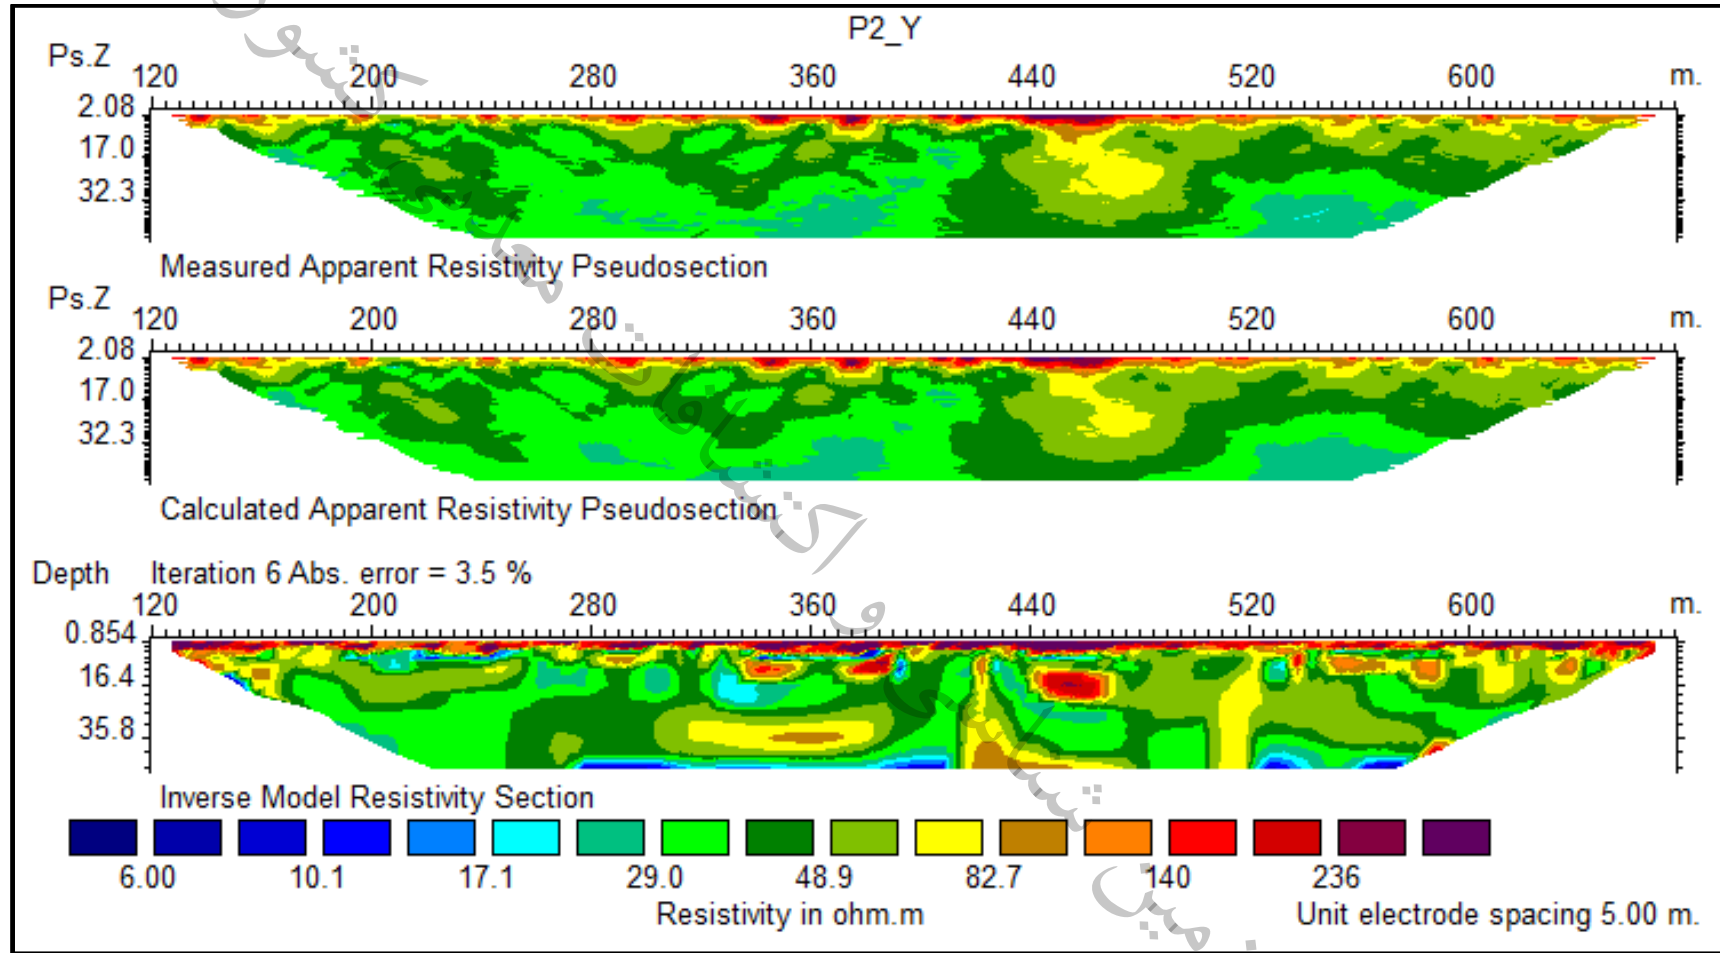 P2_Y
Ps.Z
120 200 280 360 440 520 600 m.
2.08
17.0
32.3
Measured Apparent Resistivity Pseudosection
Ps.Z
120 200 280 360 440 520 600 m.
2.08
17.0
32.3
Calculated Apparent Resistivity Pseudosection
Depth Iteration 6 Abs. error = 3.5 %
120 200 280 360 440 520 600 m.
0.854
16.4
35.8
Inverse Model Resistivity Section
6.00 10.1 17.1 29.0 48.9 82.7 140 236
Resistivity in ohm.m
Unit electrode spacing 5.00 m.